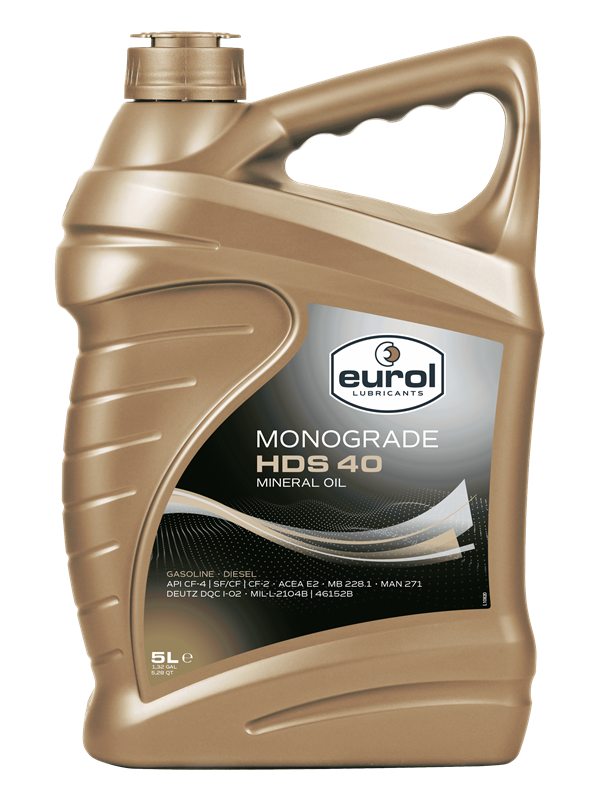 eurol
LUBRICANTS
MONOGRADE
HDS 40
MINERAL OIL
GASOLINE · DIESEL
API CF-4 | SF/CF | CF-2 · ACEA E2 · MB 228.1 · MAN 271
DEUTZ DQC I-02 · MIL-L-2104B | 46152B
5L e
1,32 GAL
5,28 QT